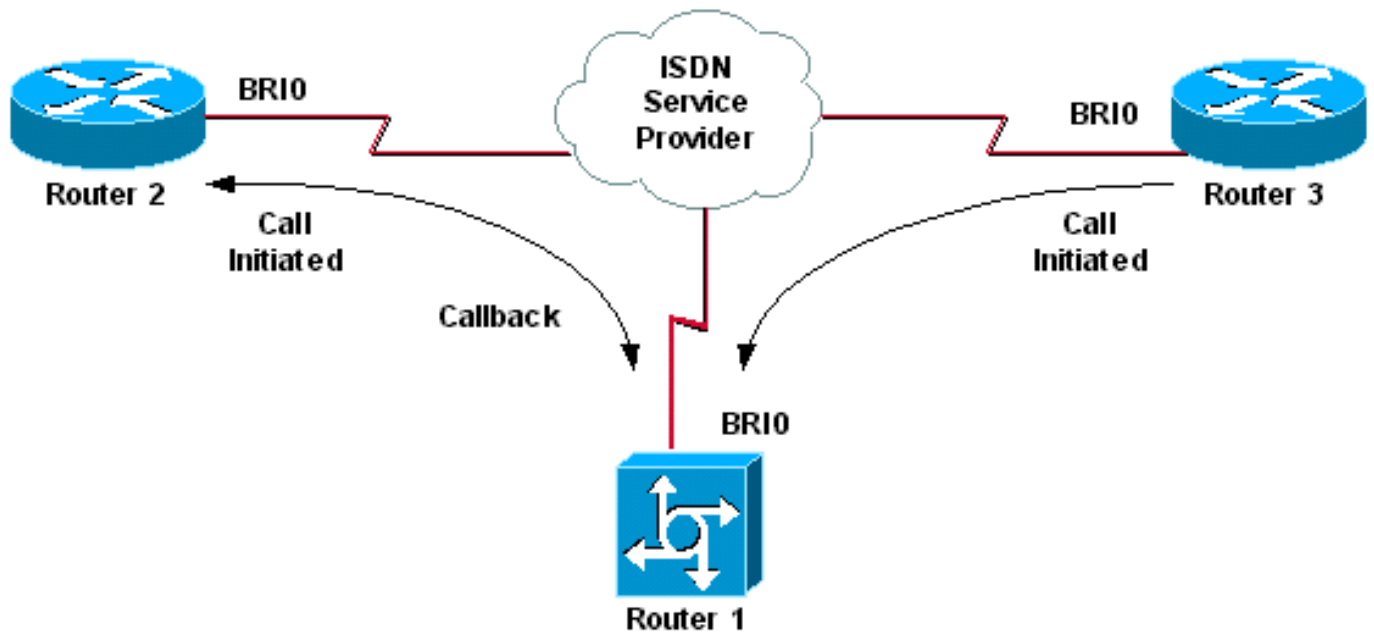 ISDN
Service
Provider
BRI0
BRI0
Router 2
Router 3
Call
Initiated
Call
Initiated
Callback
BRI0
Router 1